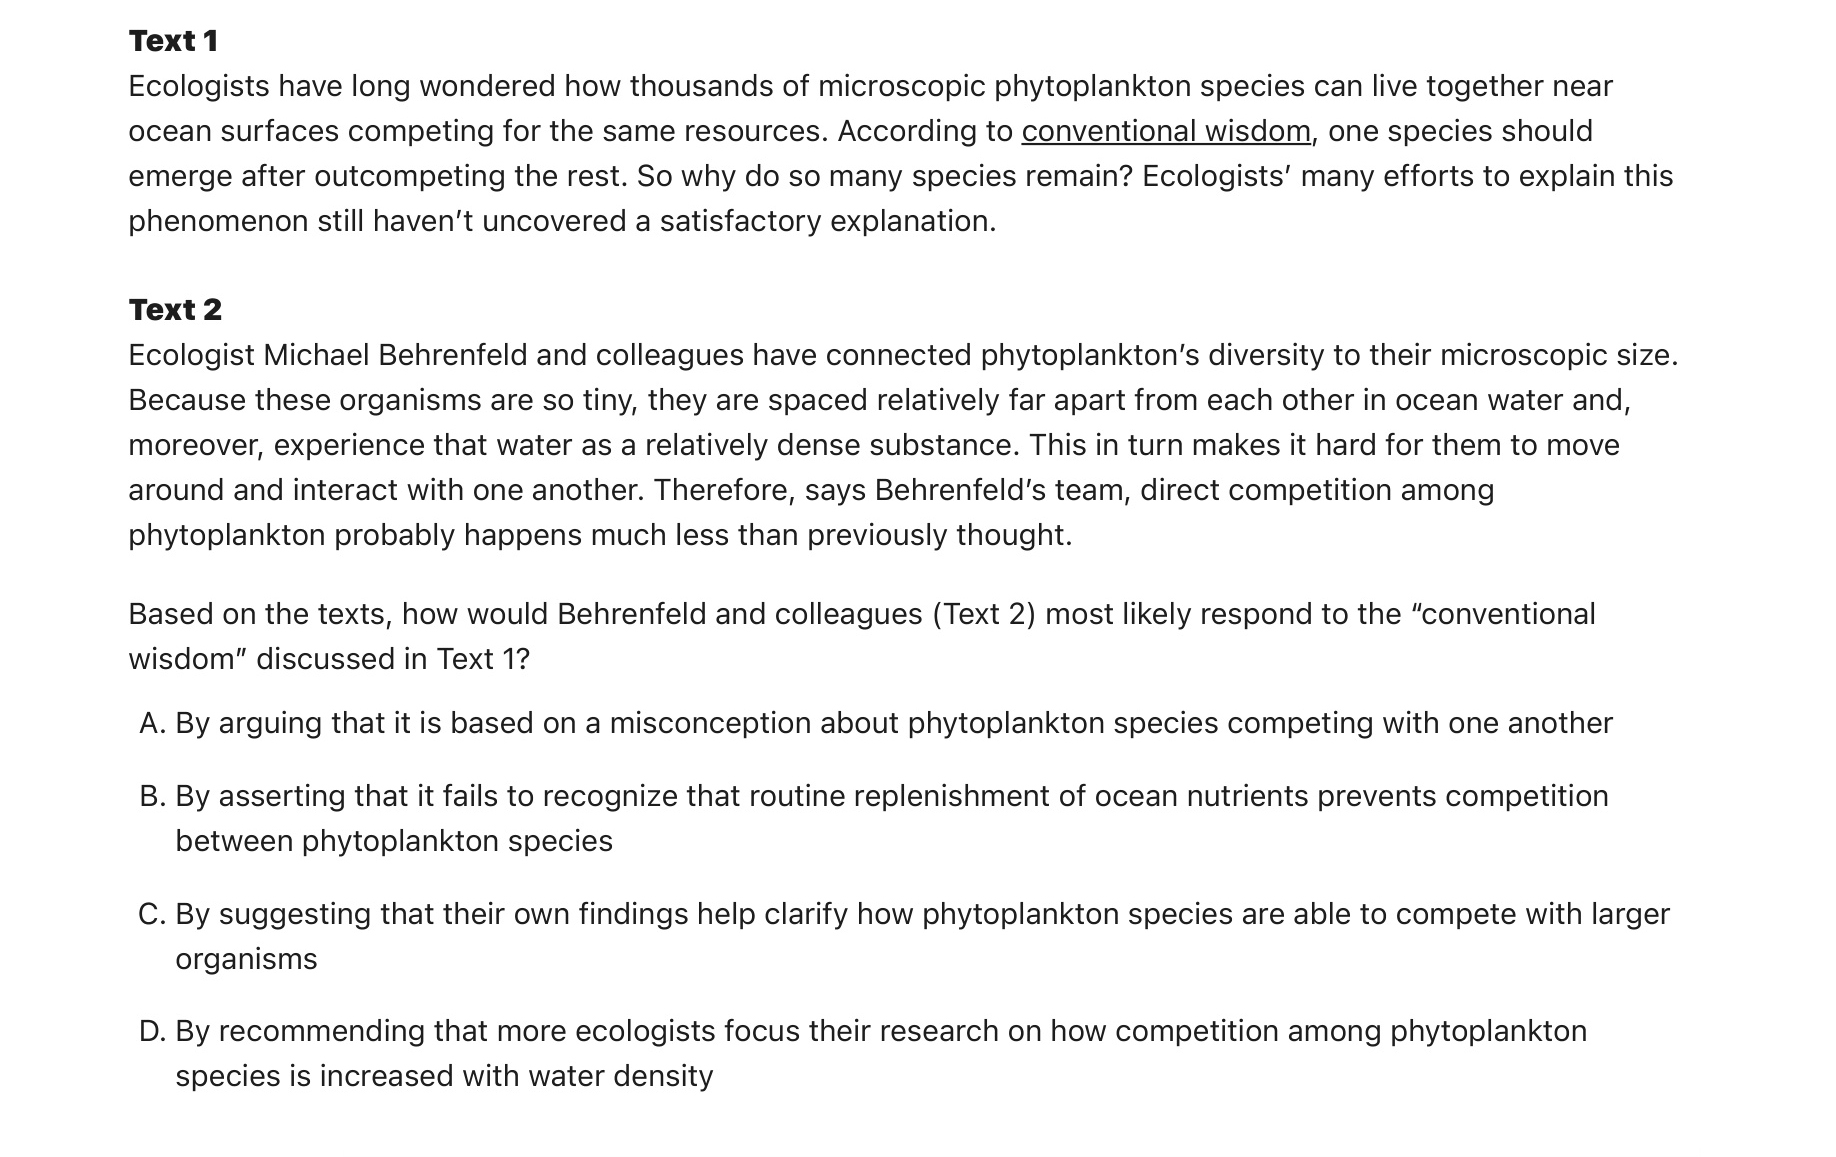 Text 1
Ecologists have long wondered how thousands of microscopic phytoplankton species can live together near
ocean surfaces competing for the same resources. According to conventional wisdom, one species should
emerge after outcompeting the rest. So why do so many species remain? Ecologists’ many efforts to explain this
phenomenon still haven’t uncovered a satisfactory explanation.
Text 2
Ecologist Michael Behrenfeld and colleagues have connected phytoplankton’s diversity to their microscopic size.
Because these organisms are so tiny, they are spaced relatively far apart from each other in ocean water and,
moreover, experience that water as a relatively dense substance. This in turn makes it hard for them to move
around and interact with one another. Therefore, says Behrenfeld’s team, direct competition among
phytoplankton probably happens much less than previously thought.
Based on the texts, how would Behrenfeld and colleagues (Text 2) most likely respond to the “conventional
wisdom” discussed in Text 1?
A. By arguing that it is based on a misconception about phytoplankton species competing with one another
B. By asserting that it fails to recognize that routine replenishment of ocean nutrients prevents competition
between phytoplankton species
C. By suggesting that their own findings help clarify how phytoplankton species are able to compete with larger
organisms
D. By recommending that more ecologists focus their research on how competition among phytoplankton
species is increased with water density